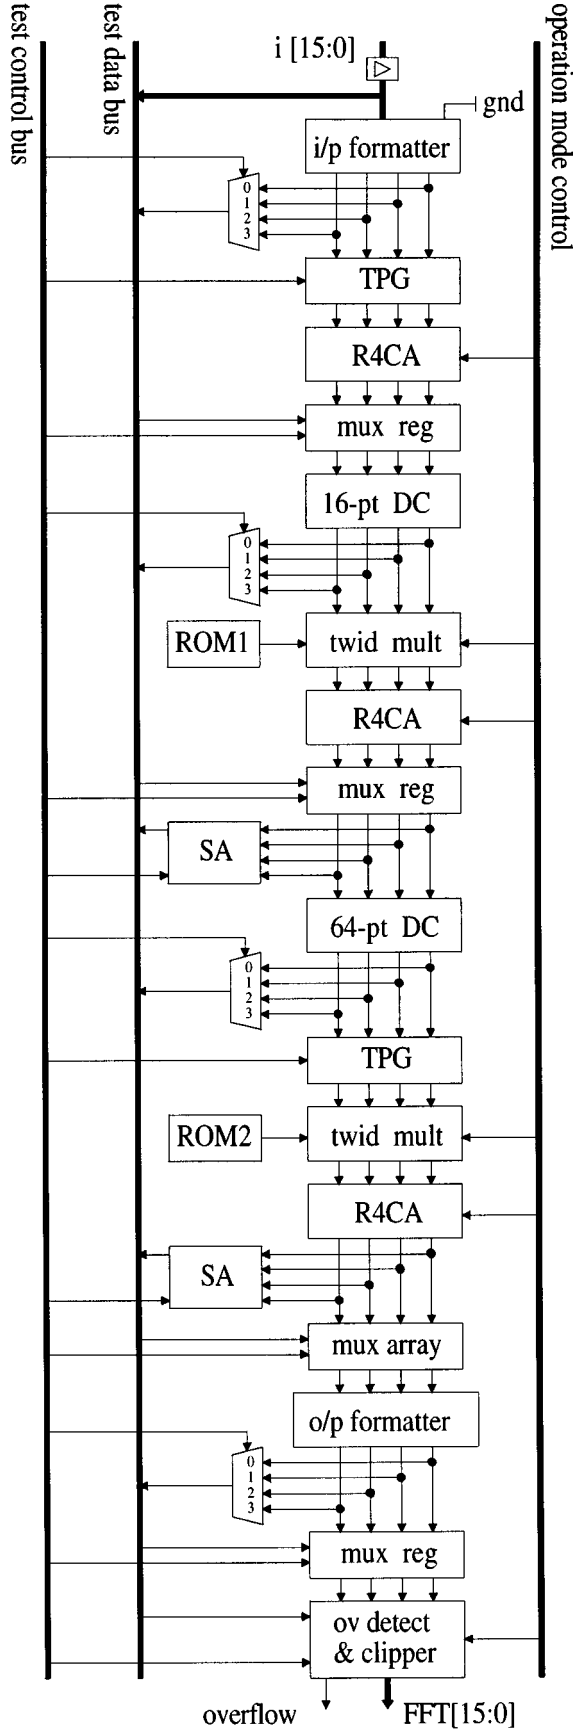 test control bus
test data bus
operation mode control
i [15:0]
gnd
i/p formatter
0
1
2
3
TPG
R4CA
mux reg
16-pt DC
0
1
2
3
ROM1
twid mult
R4CA
mux reg
SA
64-pt DC
0
1
2
3
TPG
ROM2
twid mult
R4CA
SA
mux array
o/p formatter
0
1
2
3
mux reg
ov detect
& clipper
overflow
FFT[15:0]